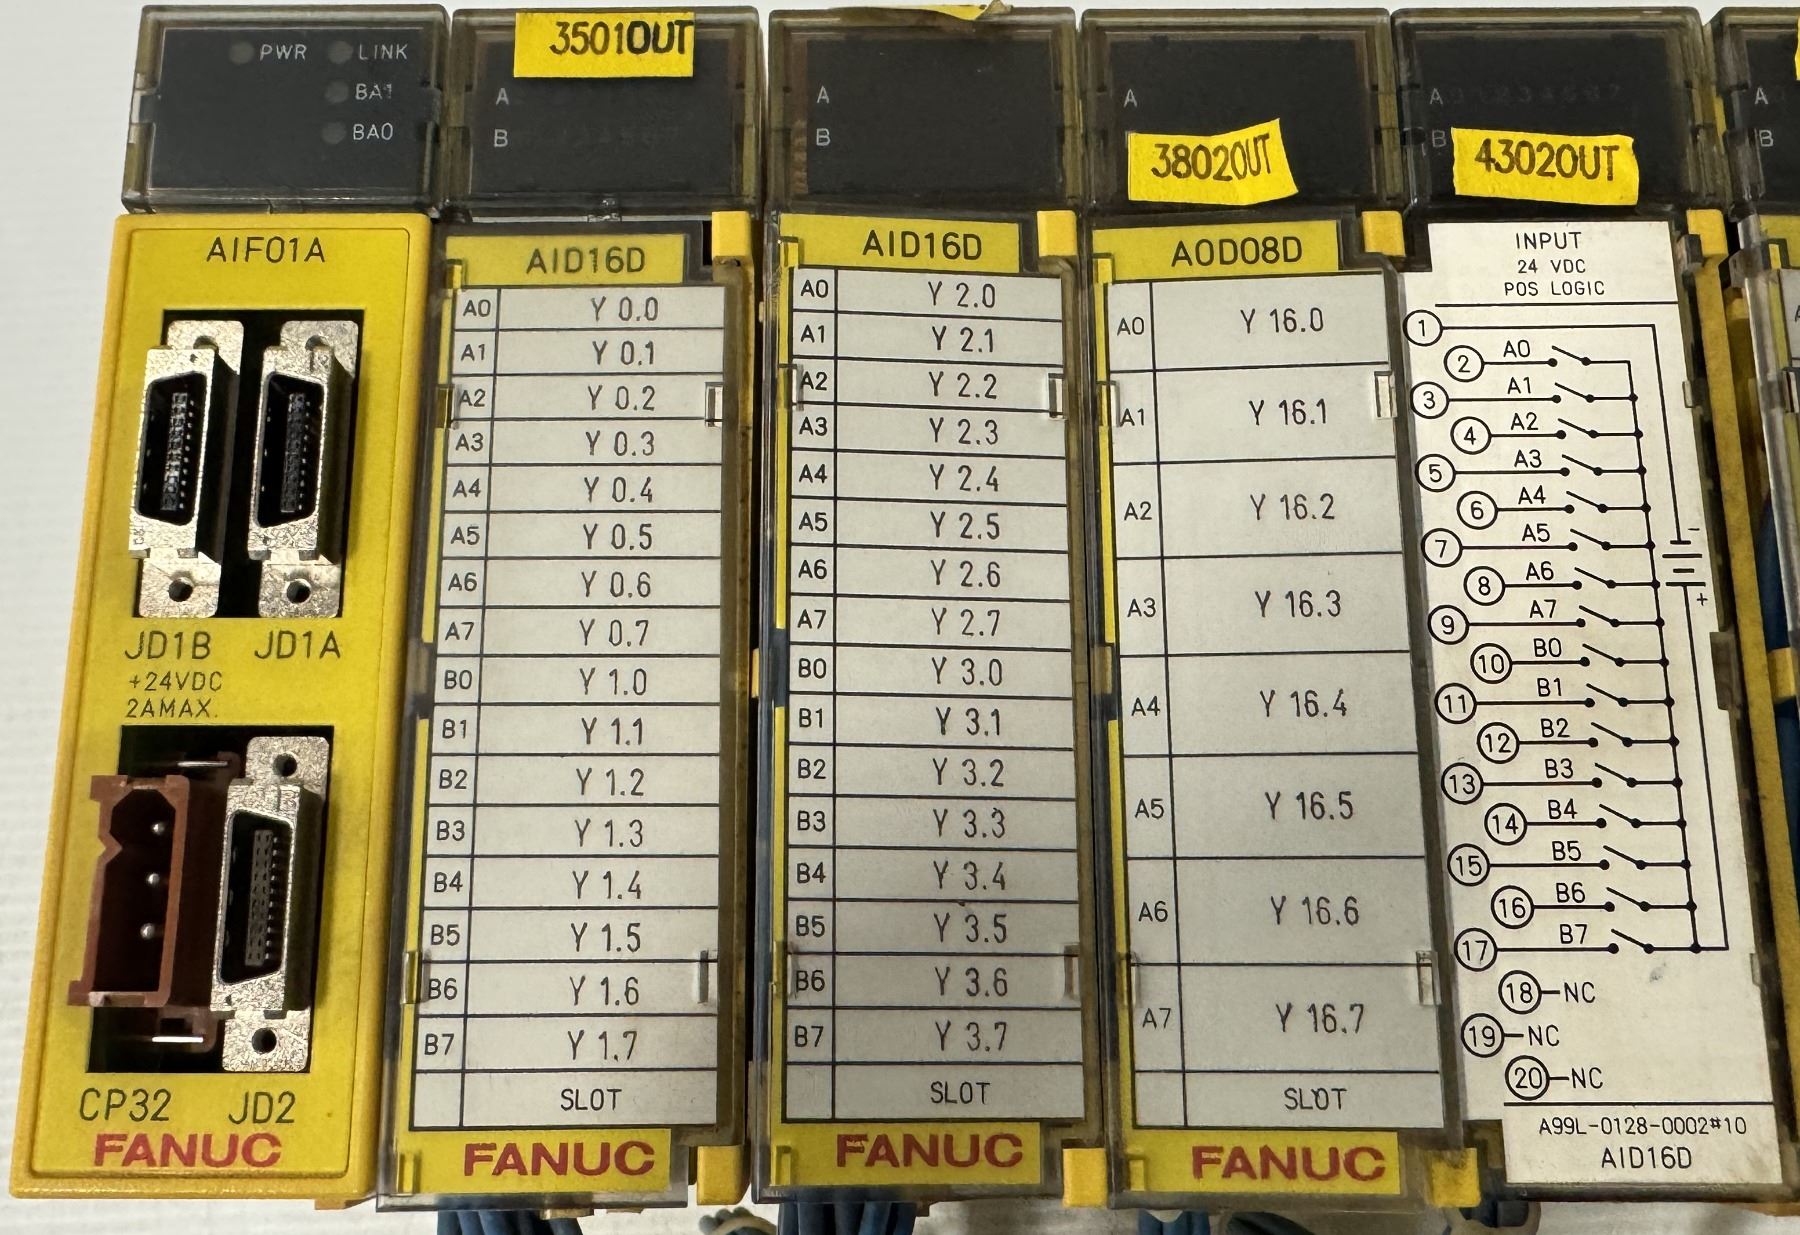 PWR LINK
BA1
BA0
AIF01A
JD1B JD1A
+24VDC
2AMAX.
CP32 JD2
FANUC
35010UT
A
B
AID16D
A0 Y 0.0
A1 Y 0.1
A2 Y 0.2
A3 Y 0.3
A4 Y 0.4
A5 Y 0.5
A6 Y 0.6
A7 Y 0.7
B0 Y 1.0
B1 Y 1.1
B2 Y 1.2
B3 Y 1.3
B4 Y 1.4
B5 Y 1.5
B6 Y 1.6
B7 Y 1.7
SLOT
FANUC
A
B
AID16D
A0 Y 2.0
A1 Y 2.1
A2 Y 2.2
A3 Y 2.3
A4 Y 2.4
A5 Y 2.5
A6 Y 2.6
A7 Y 2.7
B0 Y 3.0
B1 Y 3.1
B2 Y 3.2
B3 Y 3.3
B4 Y 3.4
B5 Y 3.5
B6 Y 3.6
B7 Y 3.7
SLOT
FANUC
A
38020UT
AOD08D
A0 Y 16.0
A1 Y 16.1
A2 Y 16.2
A3 Y 16.3
A4 Y 16.4
A5 Y 16.5
A6 Y 16.6
A7 Y 16.7
SLOT
FANUC
A
B
43020UT
INPUT
24 VDC
POS LOGIC
1
2 A0
3 A1
4 A2
5 A3
6 A4
7 A5
8 A6
9 A7
10 B0
11 B1
12 B2
13 B3
14 B4
15 B5
16 B6
17 B7
18 NC
19 NC
20 NC
- +
A99L-0128-0002#10
AID16D
A
B